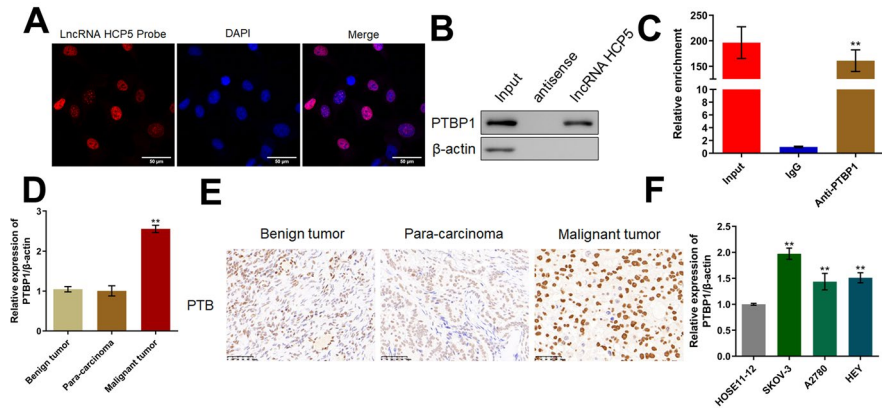 A
LncRNA HCP5 Probe
DAPI
Merge
50 μm
50 μm
50 μm
B
Input
antisense
lncRNA HCP5
PTBP1
β-actin
C
Relative enrichment
250
200
150
100
50
10
8
6
4
2
0
**
Input
IgG
Anti-PTBP1
D
Relative expression of
PTBP1/β-actin
3
2
1
0
**
Benign tumor
Para-carcinoma
Malignant tumor
E
Benign tumor
Para-carcinoma
Malignant tumor
PTB
F
Relative expression of
PTBP1/β-actin
2.5
2.0
1.5
1.0
0.5
0.0
**
**
**
HOSE11-12
SKOV-3
A2780
HEY